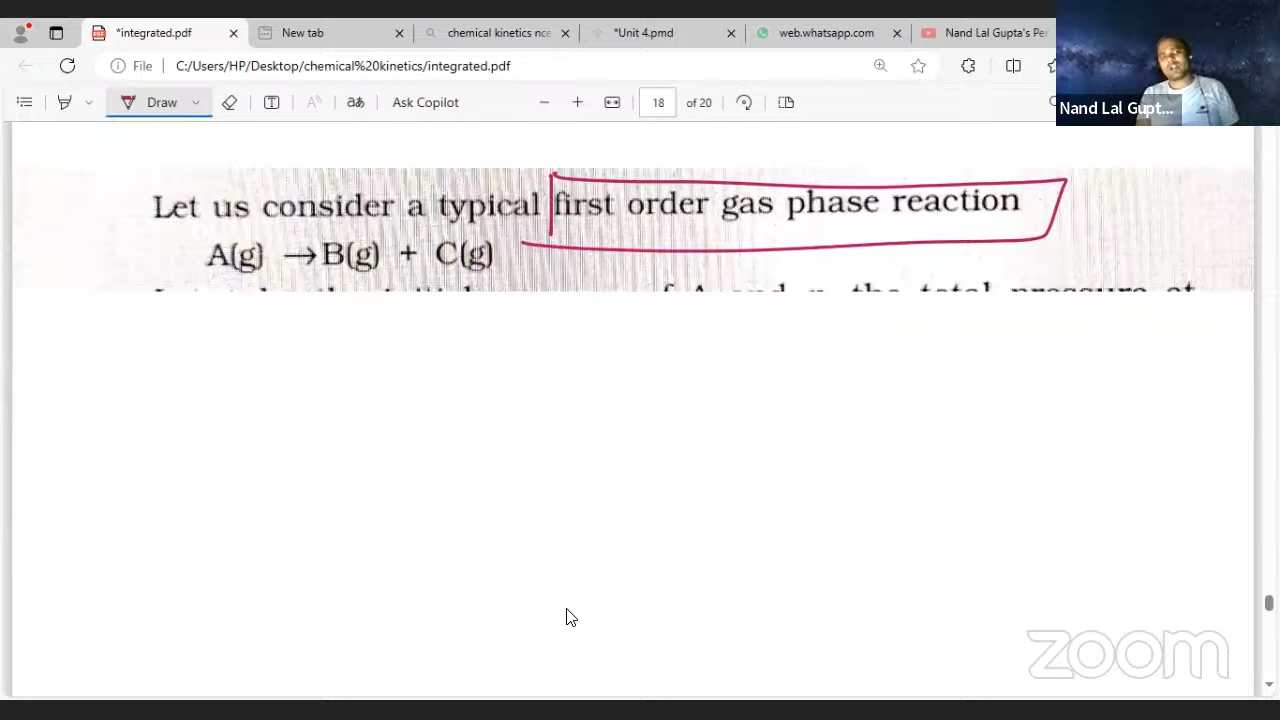 *integrated.pdf
New tab
chemical kinetics nce
*Unit 4.pmd
web.whatsapp.com
Nand Lal Gupta's Per
File
C:/Users/HP/Desktop/chemical%20kinetics/integrated.pdf
Draw
Ask Copilot
18 of 20
Nand Lal Gupt...
Let us consider a typical first order gas phase reaction
A(g) → B(g) + C(g)
zoom